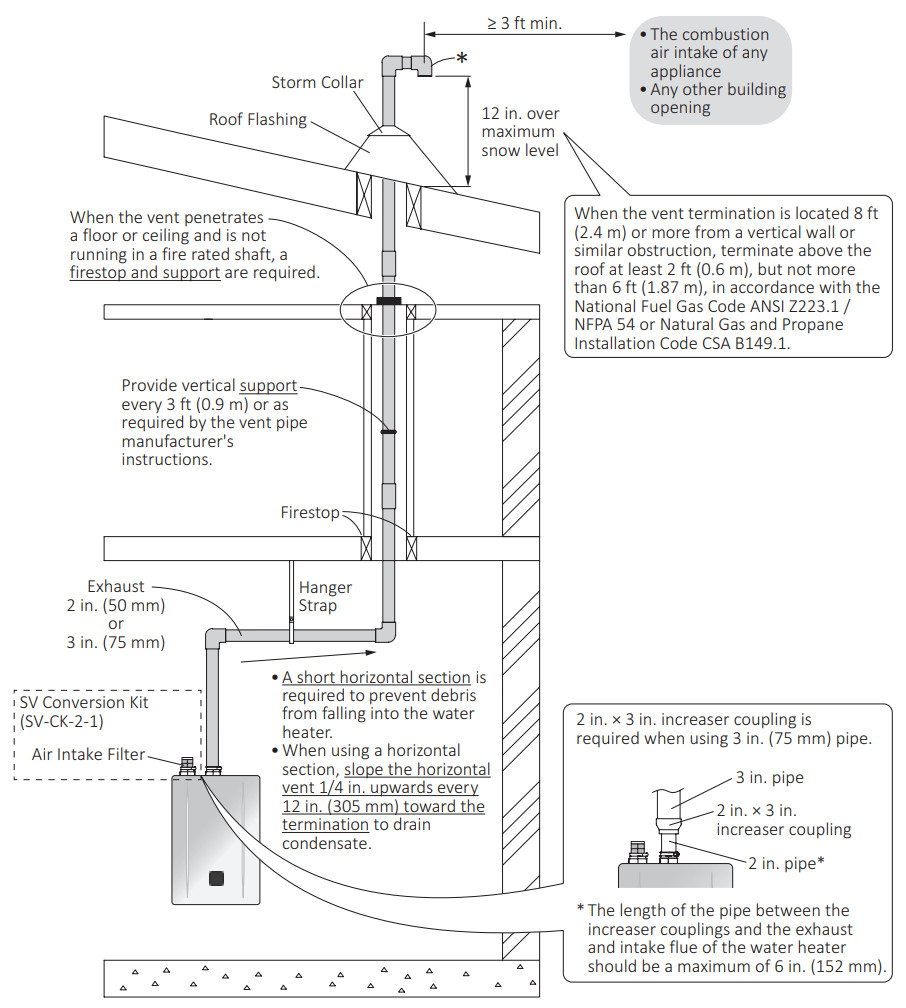 ≥ 3 ft min.
• The combustion
air intake of any
appliance
• Any other building
opening
*
Storm Collar
Roof Flashing
12 in. over
maximum
snow level
When the vent penetrates
a floor or ceiling and is not
running in a fire rated shaft, a
firestop and support are required.
When the vent termination is located 8 ft
(2.4 m) or more from a vertical wall or
similar obstruction, terminate above the
roof at least 2 ft (0.6 m), but not more
than 6 ft (1.87 m), in accordance with the
National Fuel Gas Code ANSI Z223.1 /
NFPA 54 or Natural Gas and Propane
Installation Code CSA B149.1.
Provide vertical support
every 3 ft (0.9 m) or as
required by the vent pipe
manufacturer's
instructions.
Firestop
Exhaust
2 in. (50 mm)
or
3 in. (75 mm)
Hanger
Strap
• A short horizontal section is
required to prevent debris
from falling into the water
heater.
• When using a horizontal
section, slope the horizontal
vent 1/4 in. upwards every
12 in. (305 mm) toward the
termination to drain
condensate.
SV Conversion Kit
(SV-CK-2-1)
Air Intake Filter
2 in. × 3 in. increaser coupling is
required when using 3 in. (75 mm) pipe.
3 in. pipe
2 in. × 3 in.
increaser coupling
2 in. pipe*
* The length of the pipe between the
increaser couplings and the exhaust
and intake flue of the water heater
should be a maximum of 6 in. (152 mm).